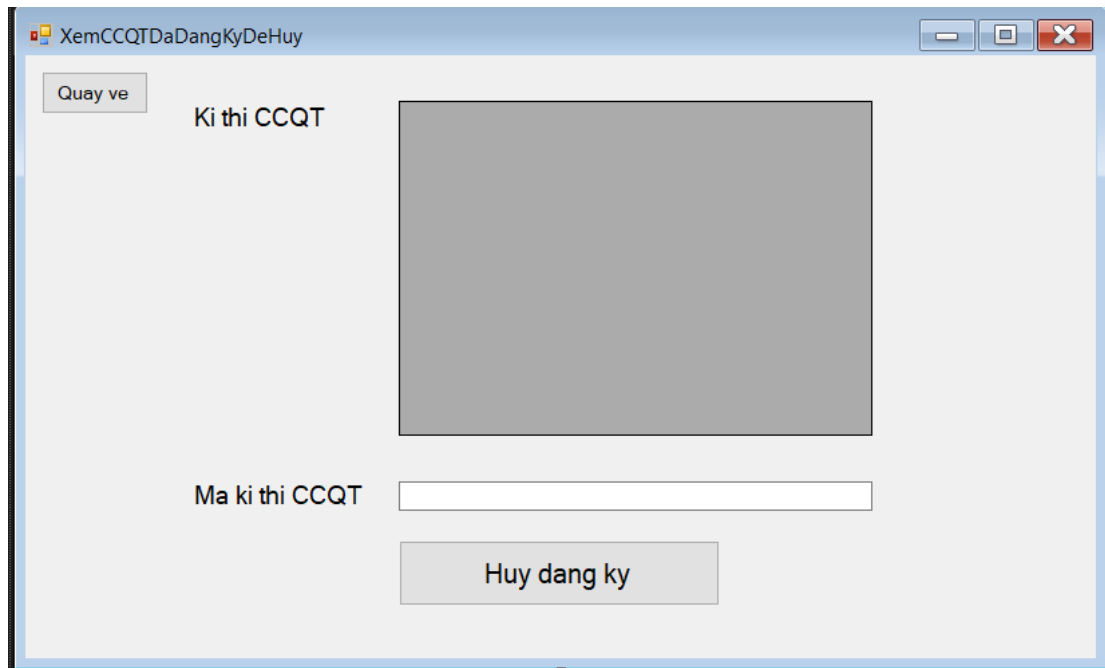 XemCCQTDaDangKyDeHuy
Quay ve
Ki thi CCQT
Ma ki thi CCQT
Huy dang ky